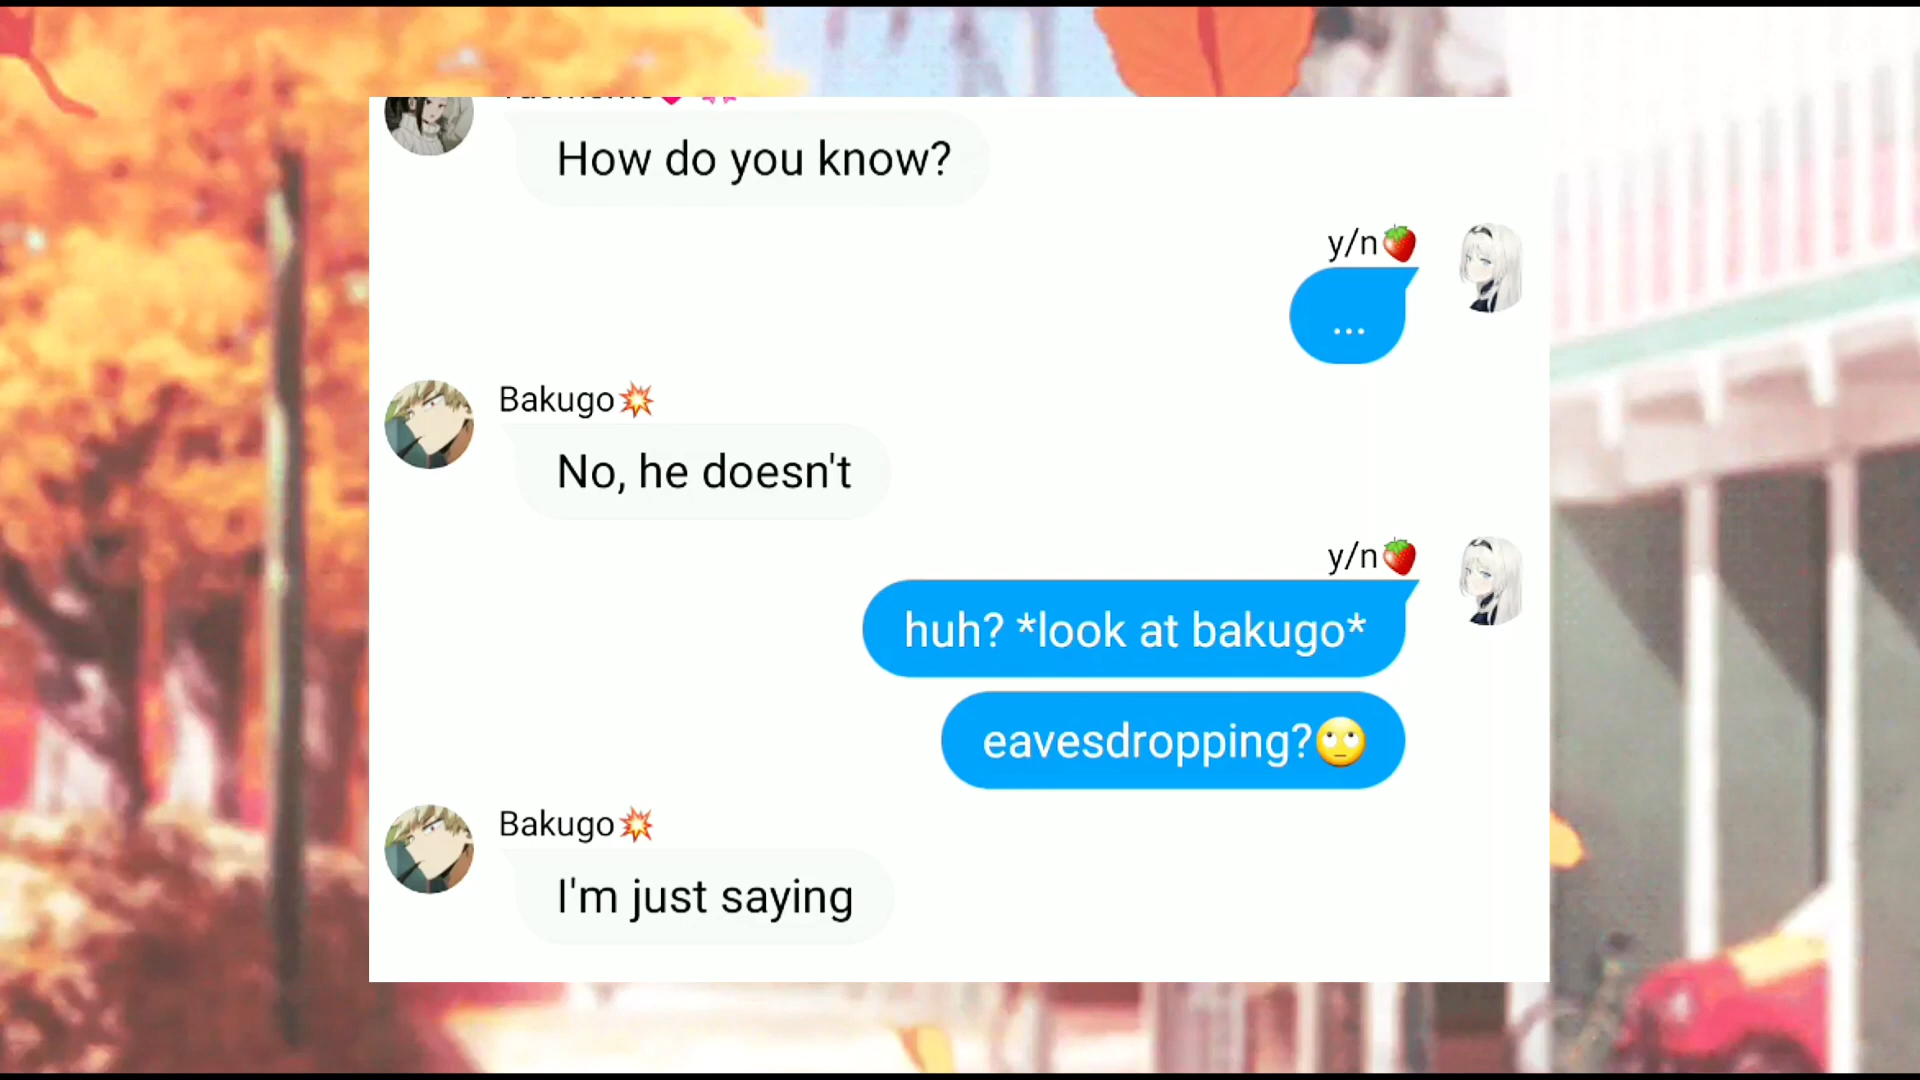 How do you know?
y/n🍓
...
Bakugo💥
No, he doesn't
y/n🍓
huh? *look at bakugo*
eavesdropping?🙄
Bakugo💥
I'm just saying